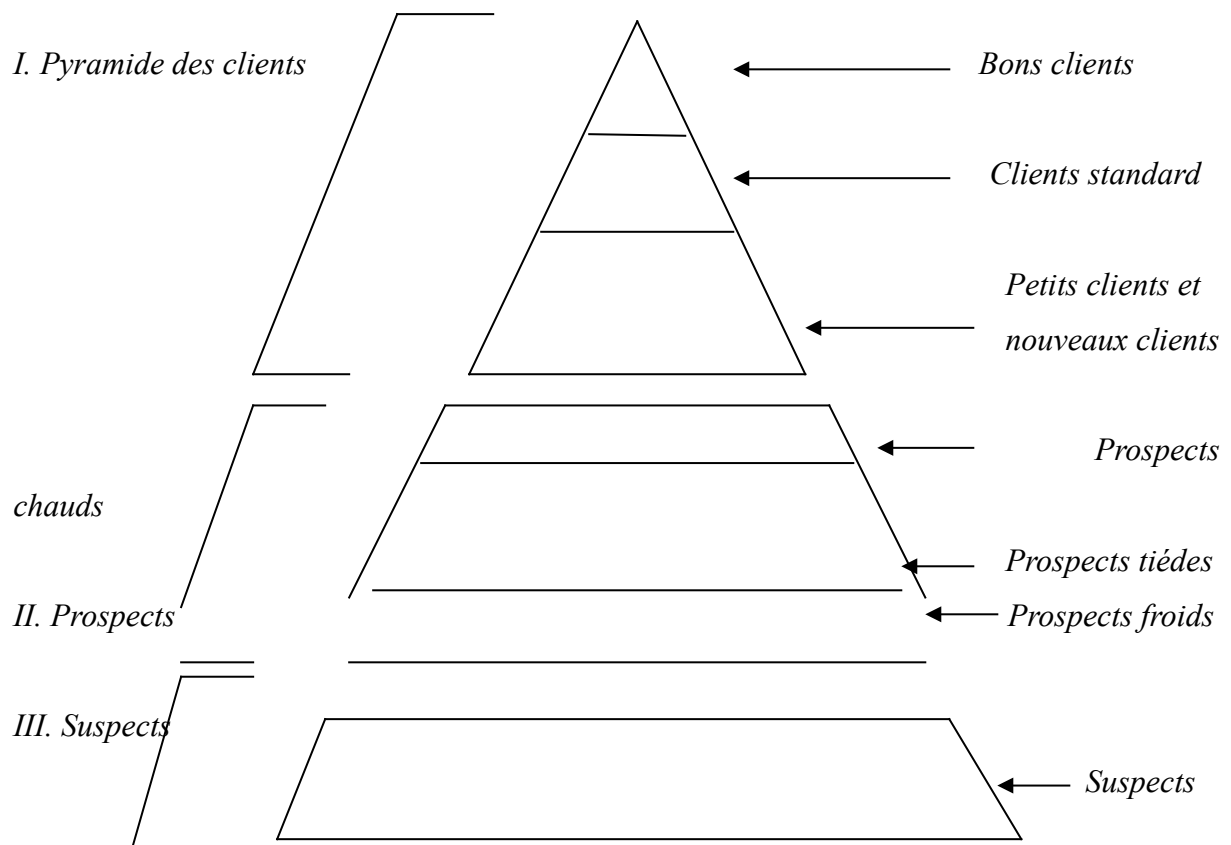 I. Pyramide des clients
Bons clients
Clients standard
Petits clients et
nouveaux clients
Prospects
chauds
Prospects tiédes
II. Prospects
Prospects froids
III. Suspects
Suspects